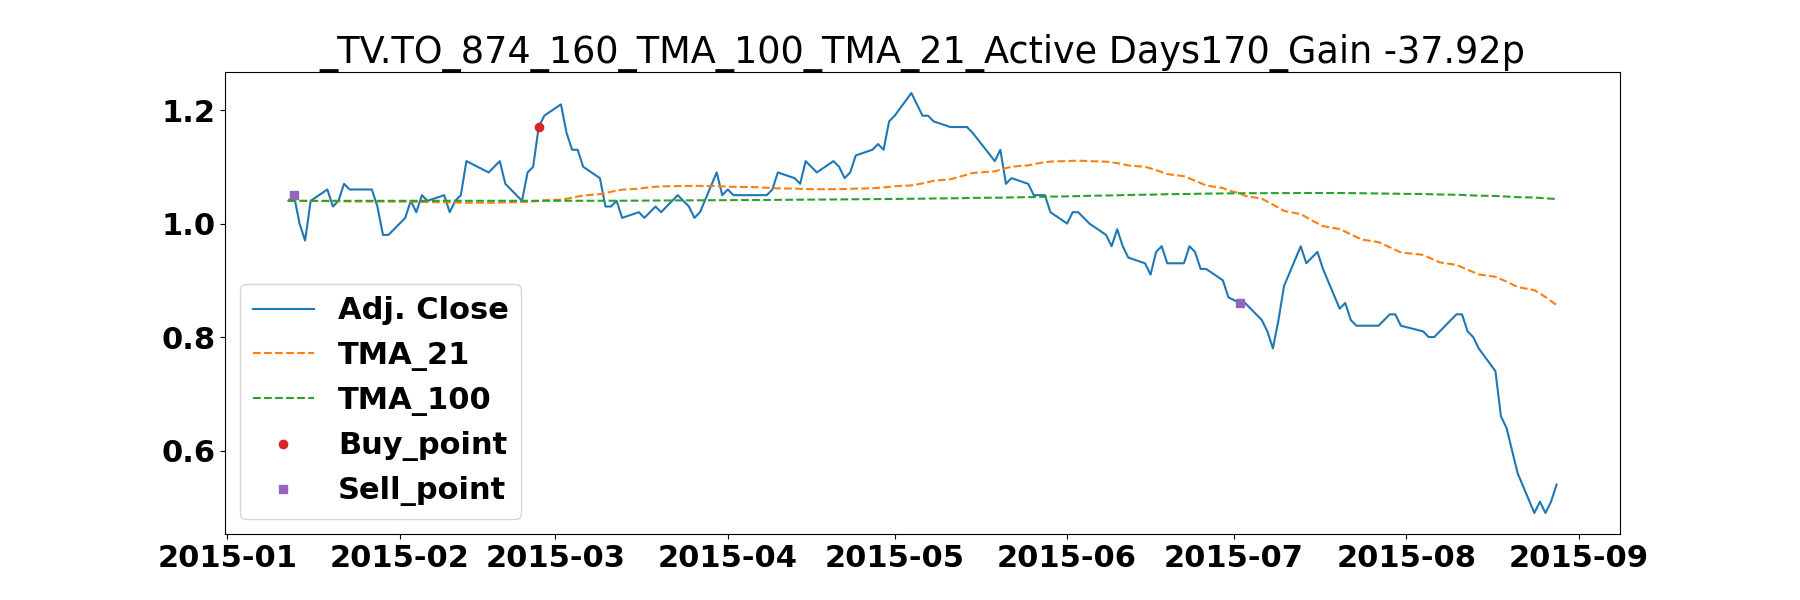 _TV.TO_874_160_TMA_100_TMA_21_Active Days170_Gain -37.92p
1.2
1.0
0.8
0.6
Adj. Close
TMA_21
TMA_100
Buy_point
Sell_point
2015-01 2015-02 2015-03 2015-04 2015-05 2015-06 2015-07 2015-08 2015-09